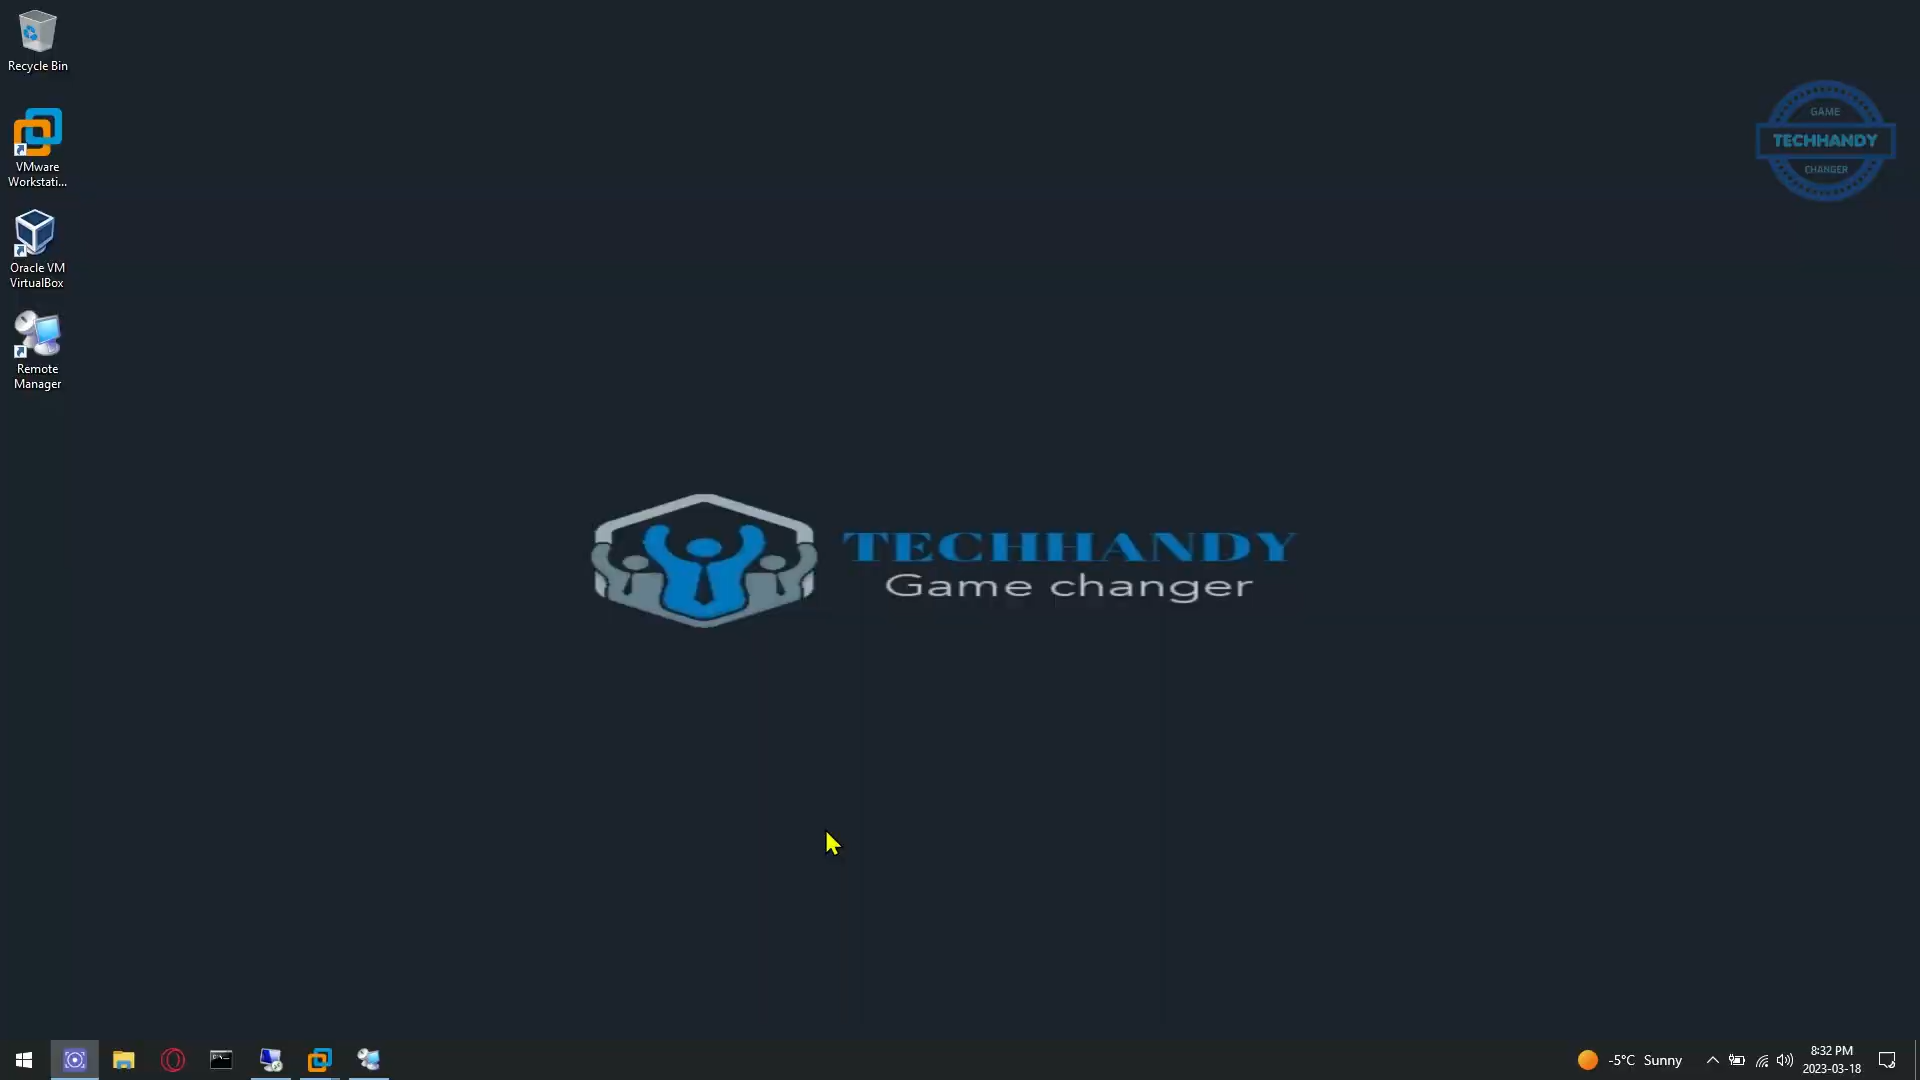 Recycle Bin
VMware
Workstati...
Oracle VM
VirtualBox
Remote
Manager
GAME
TECHHANDY
CHANGER
TECHHANDY
Game changer
-5°C Sunny
8:32 PM
2023-03-18